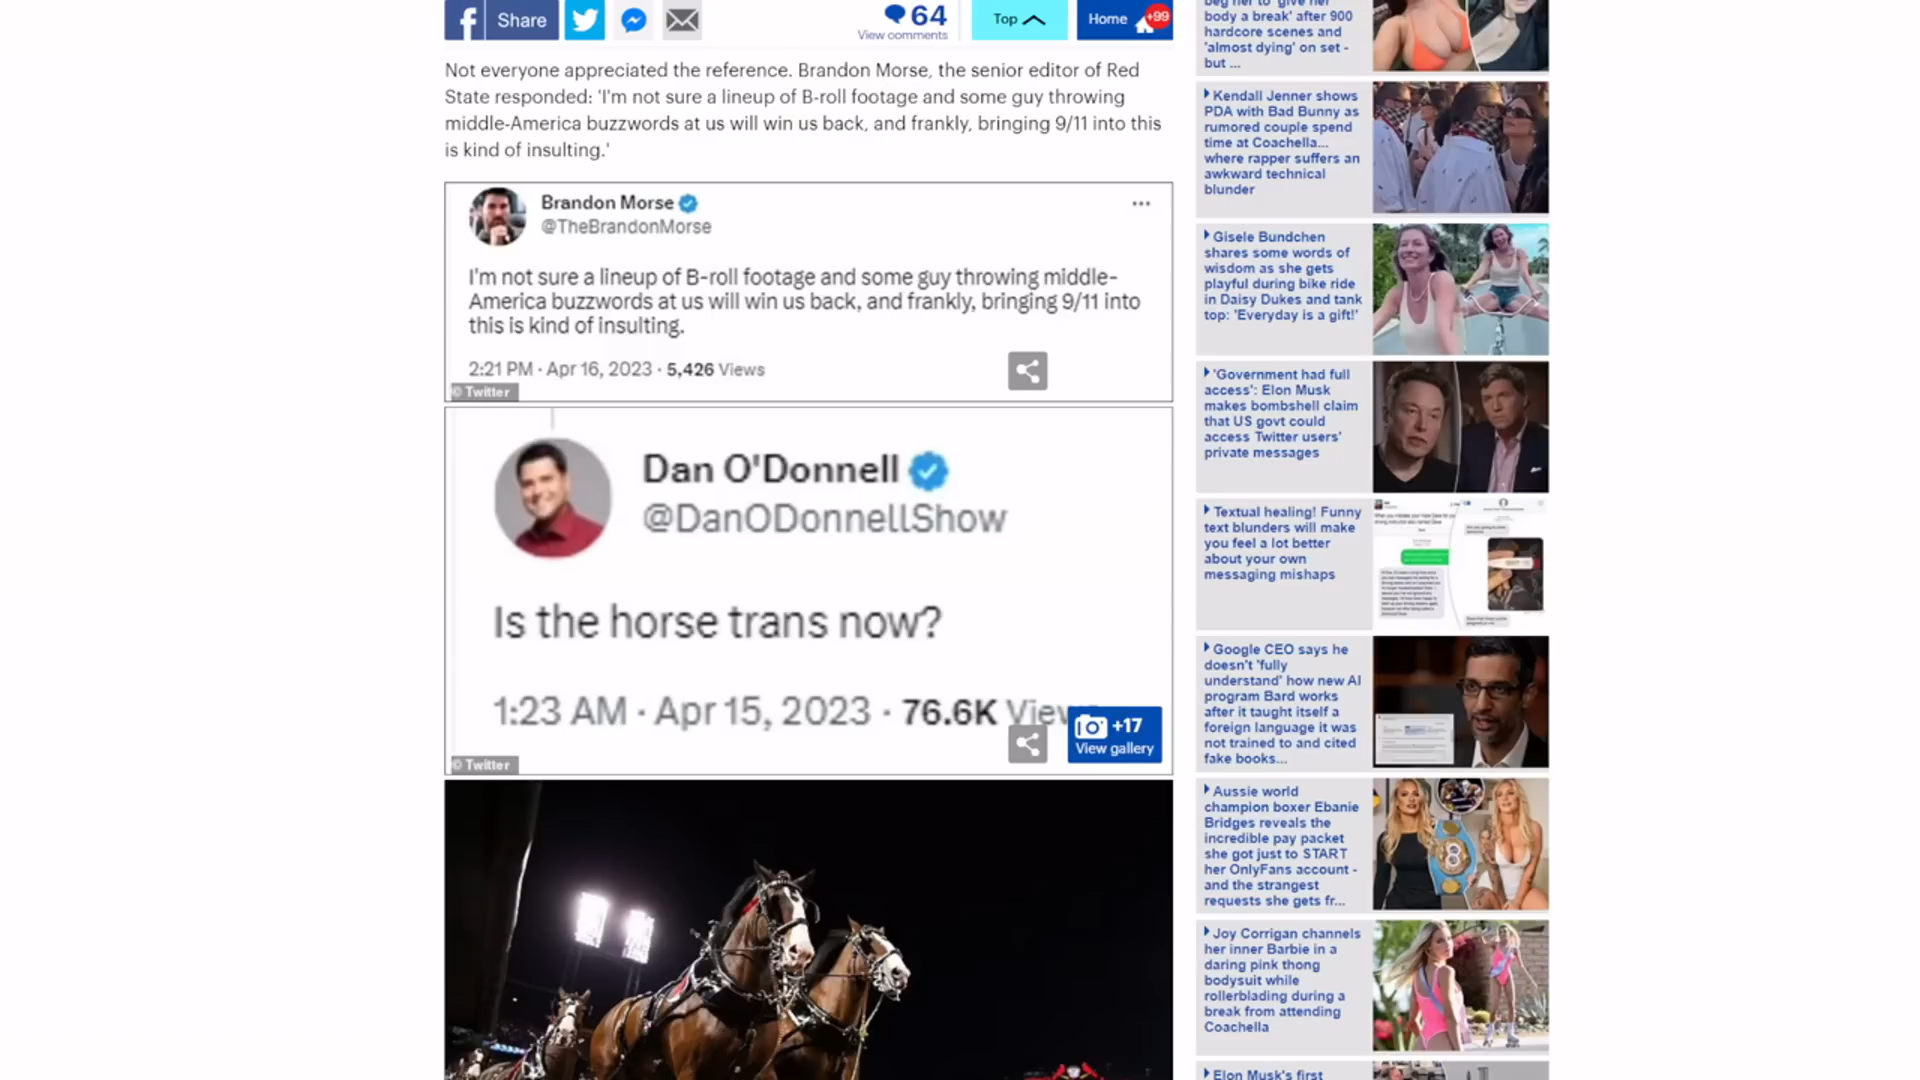 Share
64
View comments
Top
Home
+99
Not everyone appreciated the reference. Brandon Morse, the senior editor of Red
State responded: 'I'm not sure a lineup of B-roll footage and some guy throwing
middle-America buzzwords at us will win us back, and frankly, bringing 9/11 into this
is kind of insulting.'
Brandon Morse
@TheBrandonMorse
I'm not sure a lineup of B-roll footage and some guy throwing middle-
America buzzwords at us will win us back, and frankly, bringing 9/11 into
this is kind of insulting.
2:21 PM · Apr 16, 2023 · 5,426 Views
© Twitter
Dan O'Donnell
@DanODonnellShow
Is the horse trans now?
1:23 AM · Apr 15, 2023 · 76.6K Views
+17
View gallery
© Twitter
beg her to 'give her
body a break' after 900
hardcore scenes and
'almost dying' on set -
but ...
Kendall Jenner shows
PDA with Bad Bunny as
rumored couple spend
time at Coachella...
where rapper suffers an
awkward technical
blunder
Gisele Bundchen
shares some words of
wisdom as she gets
playful during bike ride
in Daisy Dukes and tank
top: 'Everyday is a gift!'
'Government had full
access': Elon Musk
makes bombshell claim
that US govt could
access Twitter users'
private messages
Textual healing! Funny
text blunders will make
you feel a lot better
about your own
messaging mishaps
Google CEO says he
doesn't 'fully
understand' how new AI
program Bard works
after it taught itself a
foreign language it was
not trained to and cited
fake books...
Aussie world
champion boxer Ebanie
Bridges reveals the
incredible pay packet
she got just to START
her OnlyFans account -
and the strangest
requests she gets fr...
Joy Corrigan channels
her inner Barbie in a
daring pink thong
bodysuit while
rollerblading during a
break from attending
Coachella
Elon Musk's first